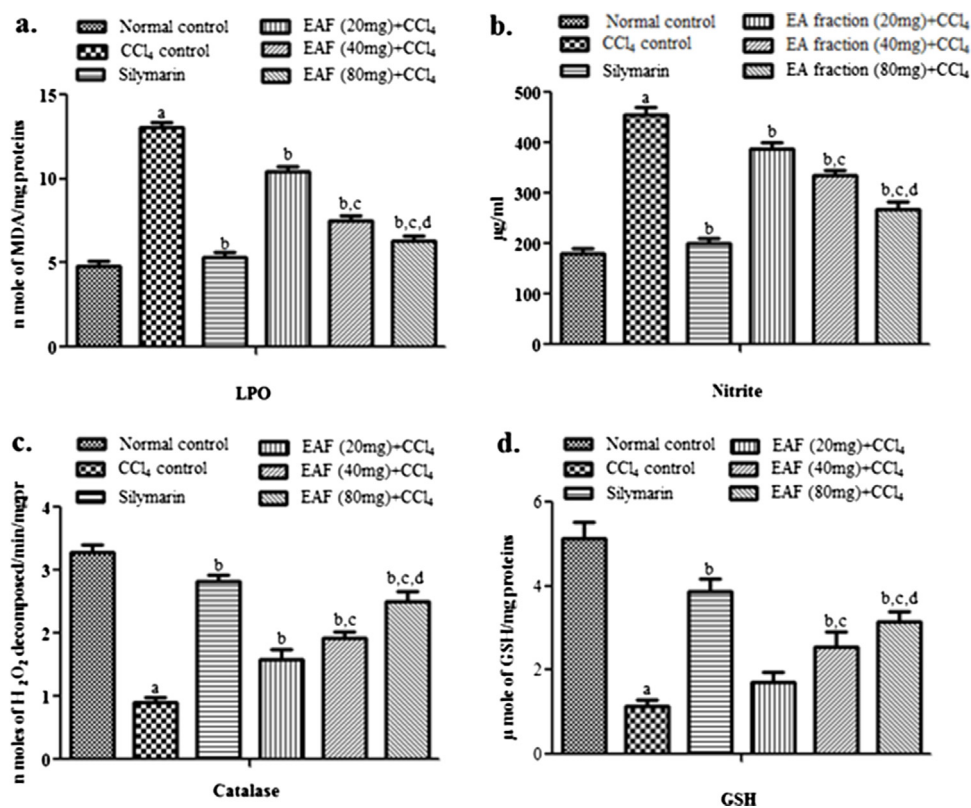 a.
Normal control
CCl4 control
Silymarin
EAF (20mg)+CCl4
EAF (40mg)+CCl4
EAF (80mg)+CCl4
n mole of MDA/mg proteins
15
10
5
0
a
b
b
b,c
b,c,d
LPO
b.
Normal control
CCl4 control
Silymarin
EA fraction (20mg)+CCl4
EA fraction (40mg)+CCl4
EA fraction (80mg)+CCl4
µg/ml
500
400
300
200
100
0
a
b
b
b,c
b,c,d
Nitrite
c.
Normal control
CCl4 control
Silymarin
EAF (20mg)+CCl4
EAF (40mg)+CCl4
EAF (80mg)+CCl4
n moles of H2O2 decomposed/min/mgpr
4
3
2
1
0
a
b
b
b,c
b,c,d
Catalase
d.
Normal control
CCl4 control
Silymarin
EAF (20mg)+CCl4
EAF (40mg)+CCl4
EAF (80mg)+CCl4
µ mole of GSH/mg proteins
6
4
2
0
a
b
b,c
b,c,d
GSH